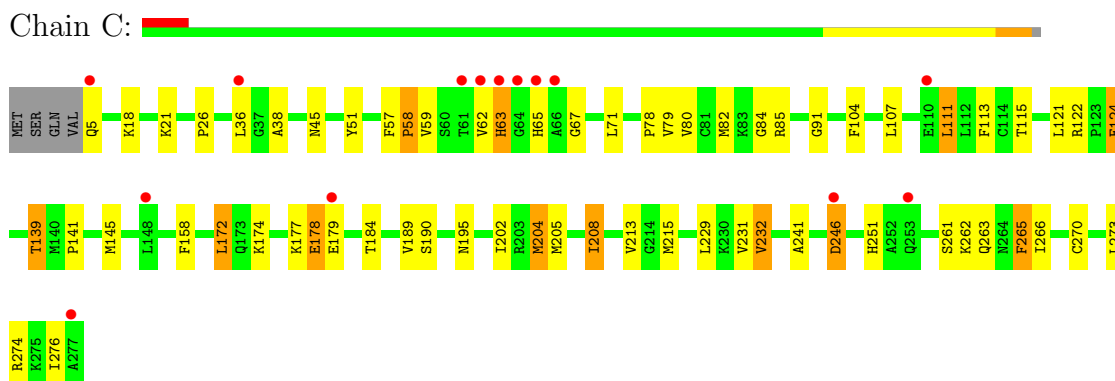 Chain C:
MET SER GLN VAL Q5 K18 K21 P26 L36 G37 A38 N45 Y51 F57 P58 V59 S60 T61 V62 H63 G64 H65 A66 G67 L71 P78 V79 V80 C81 M82 K83 G84 R85 G91 F104 L107 E110 L111 L112 F113 C114 T115 L121 R122 P123
T139 M140 P141 M145 L148 F158 L172 Q173 K174 K177 E178 E179 T184 V189 S190 N195 I202 R203 M204 M205 I208 V213 G214 M215 L229 K230 V231 V232 A241 D246 H251 A252 Q253 S261 K262 Q263 N264 F265 I266 C270
R274 K275 I276 A277